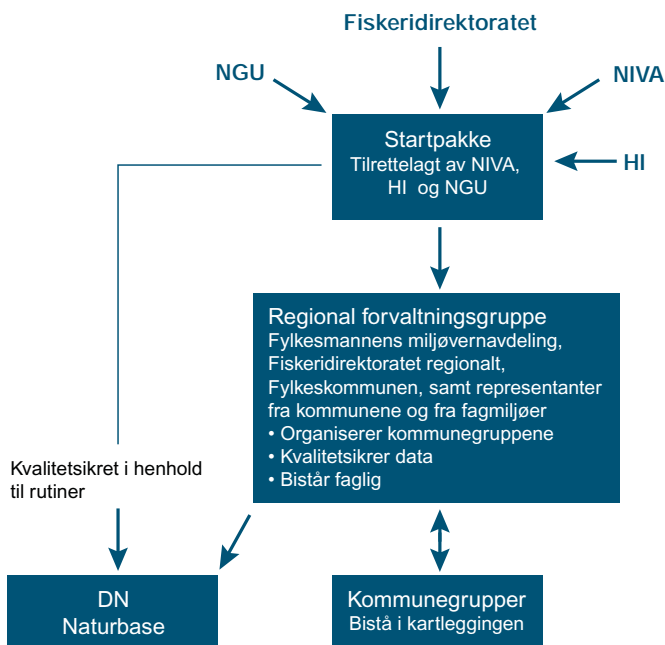 Fiskeridirektoratet
NGU
NIVA
Startpakke
Tilrettelagt av NIVA,
HI og NGU
HI
Regional forvaltningsgruppe
Fylkesmannens miljøvernavdeling,
Fiskeridirektoratet regionalt,
Fylkeskommunen, samt representanter
fra kommunene og fra fagmiljøer
• Organiserer kommunegruppene
• Kvalitetsikrer data
• Bistår faglig
Kvalitetsikret i henhold
til rutiner
DN
Naturbase
Kommunegrupper
Bistå i kartleggingen